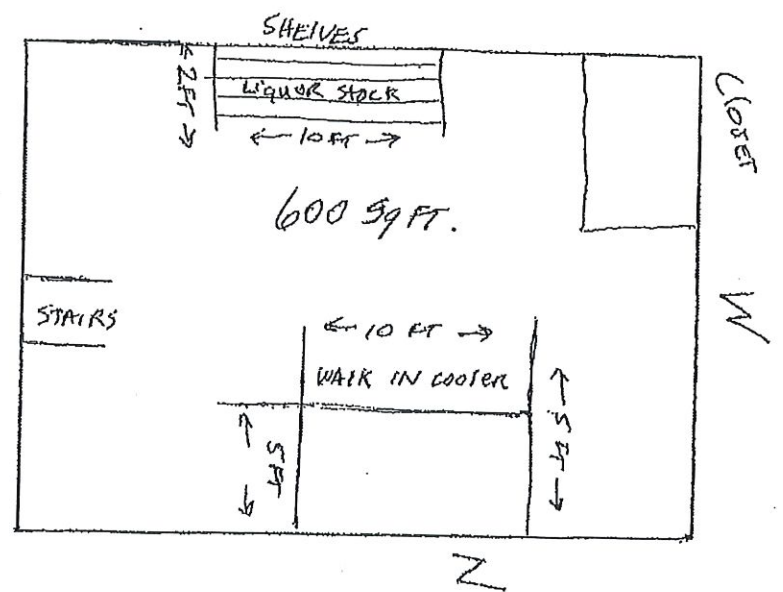 SHELVES
2 FT
LIQUOR STOCK
← 10 FT →
CLOSET
600 Sq FT.
STAIRS
W
← 10 FT →
WALK IN COOLER
5 FT
5 FT
N